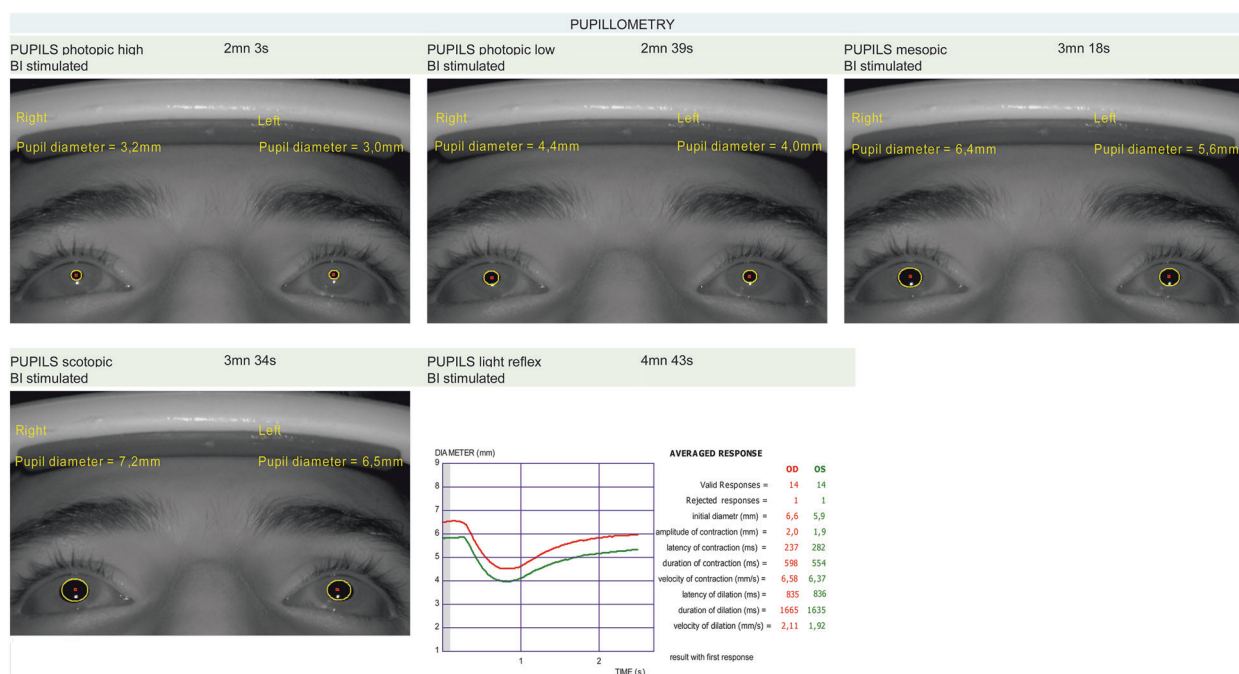 PUPILLOMETRY
PUPILS photopic high 2mn 3s
BI stimulated
Right Left
Pupil diameter = 3,2mm Pupil diameter = 3,0mm
PUPILS photopic low 2mn 39s
BI stimulated
Right Left
Pupil diameter = 4,4mm Pupil diameter = 4,0mm
PUPILS mesopic 3mn 18s
BI stimulated
Right Left
Pupil diameter = 6,4mm Pupil diameter = 5,6mm
PUPILS scotopic 3mn 34s
BI stimulated
Right Left
Pupil diameter = 7,2mm Pupil diameter = 6,5mm
PUPILS light reflex 4mn 43s
BI stimulated
DIAMETER (mm)
9
8
7
6
5
4
3
2
1
1 2
TIME (s)
AVERAGED RESPONSE
OD OS
Valid Responses = 14 14
Rejected responses = 1 1
initial diametr (mm) = 6,6 5,9
amplitude of contraction (mm) = 2,0 1,9
latency of contraction (ms) = 237 282
duration of contraction (ms) = 598 554
velocity of contraction (mm/s) = 6,58 6,37
latency of dilation (ms) = 835 836
duration of dilation (ms) = 1665 1635
velocity of dilation (mm/s) = 2,11 1,92
result with first response